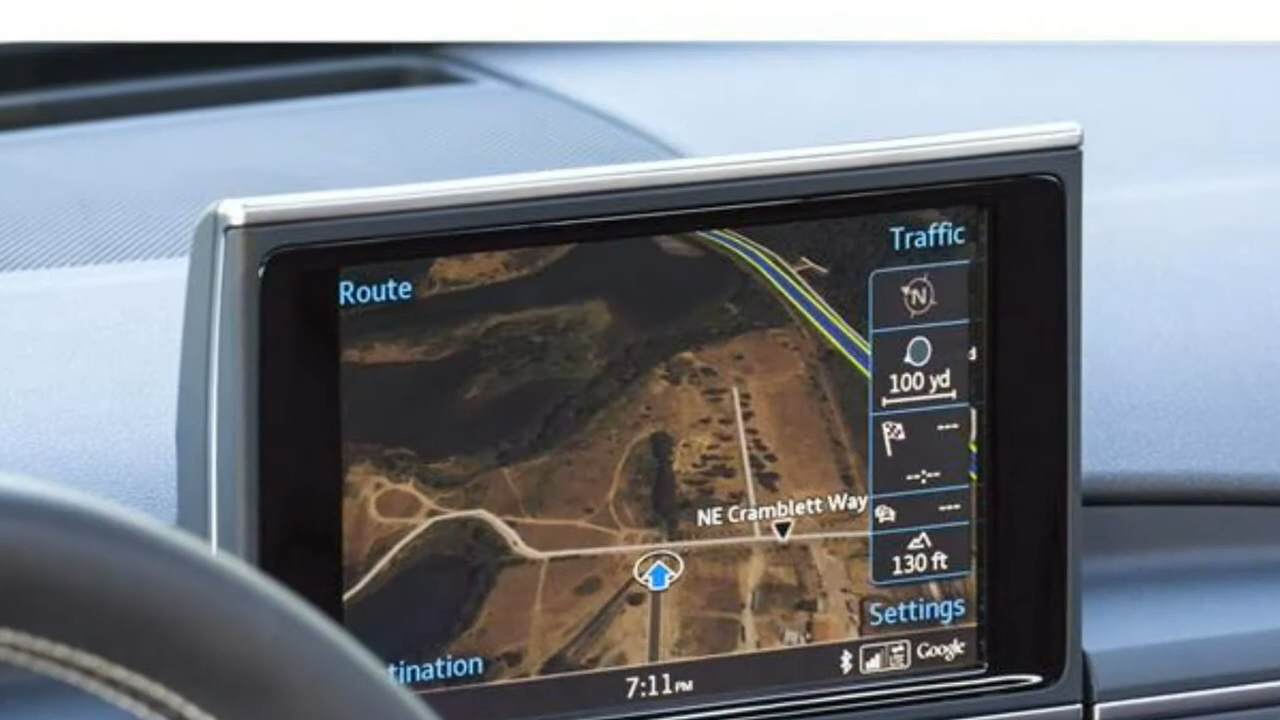 Traffic
Route
N
100 yd
---
--:--
NE Cramblett Way
---
130 ft
Settings
tination
7:11PM
Google